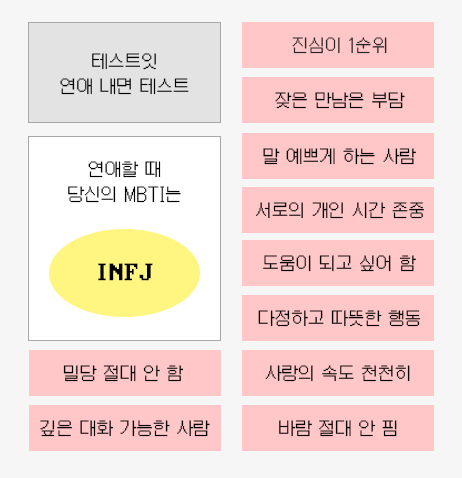 테스트잇
연애 내면 테스트
연애할 때
당신의 MBTI는
INFJ
밀당 절대 안 함
깊은 대화 가능한 사람
진심이 1순위
잦은 만남은 부담
말 예쁘게 하는 사람
서로의 개인 시간 존중
도움이 되고 싶어 함
다정하고 따뜻한 행동
사랑의 속도 천천히
바람 절대 안 핌